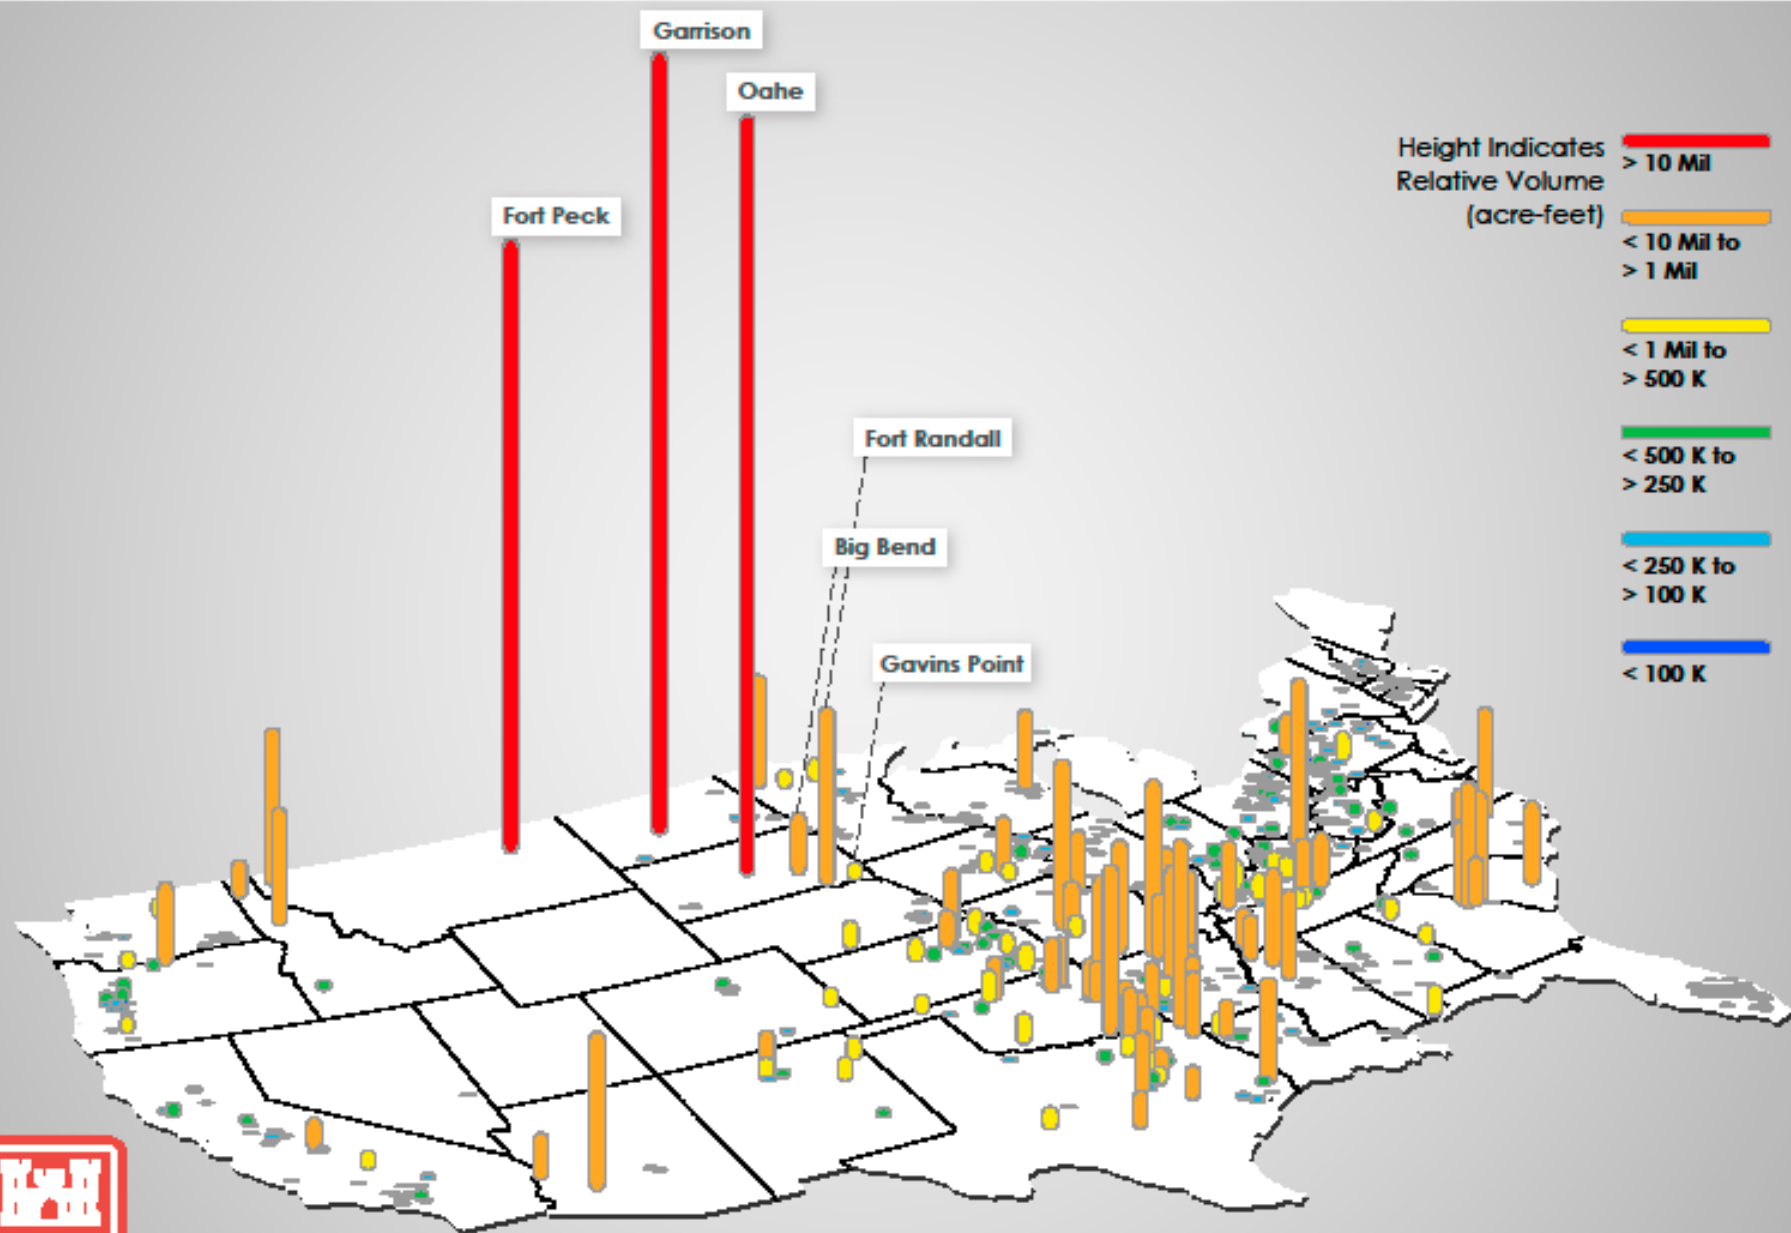 Garrison
Oahe
Fort Peck
Fort Randall
Big Bend
Gavins Point
Height Indicates
Relative Volume
(acre-feet)
> 10 Mil
< 10 Mil to
> 1 Mil
< 1 Mil to
> 500 K
< 500 K to
> 250 K
< 250 K to
> 100 K
< 100 K